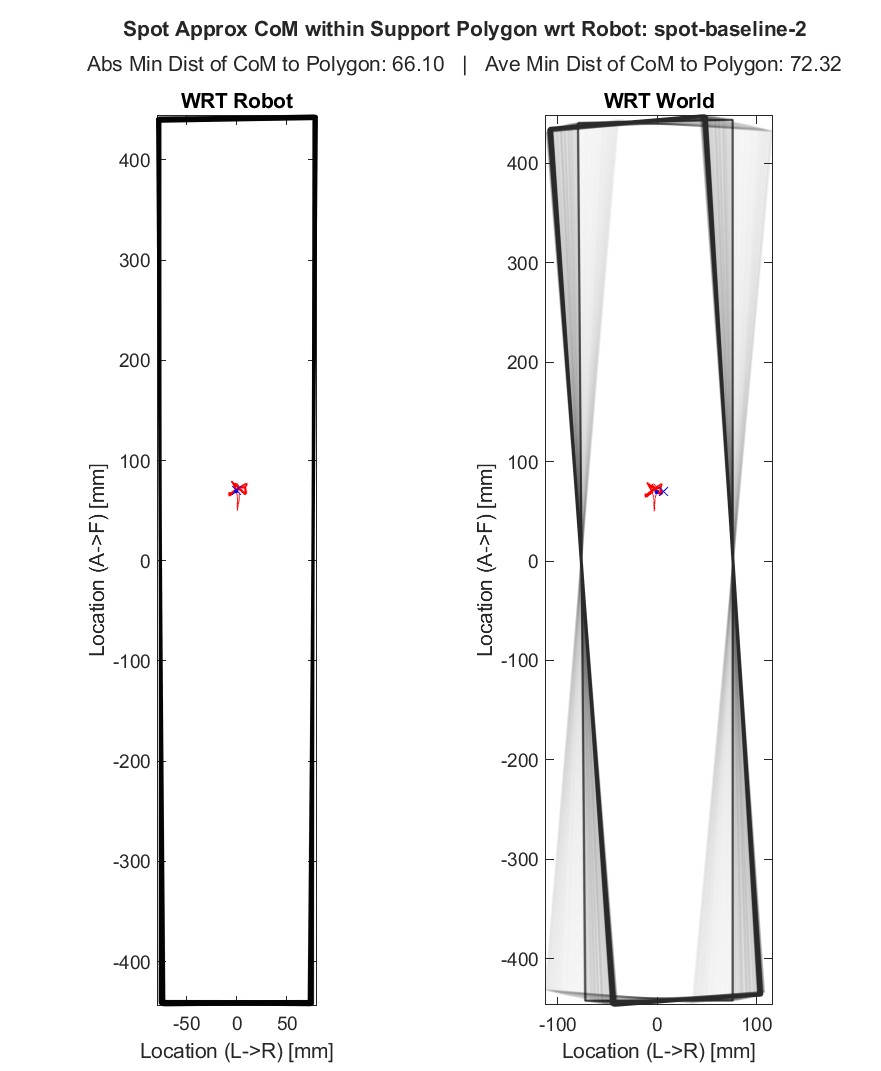 Spot Approx CoM within Support Polygon wrt Robot: spot-baseline-2
Abs Min Dist of CoM to Polygon: 66.10 | Ave Min Dist of CoM to Polygon: 72.32
WRT Robot
400
300
200
100
0
-100
-200
-300
-400
Location (A->F) [mm]
-50 0 50
Location (L->R) [mm]
WRT World
400
300
200
100
0
-100
-200
-300
-400
Location (A->F) [mm]
-100 0 100
Location (L->R) [mm]